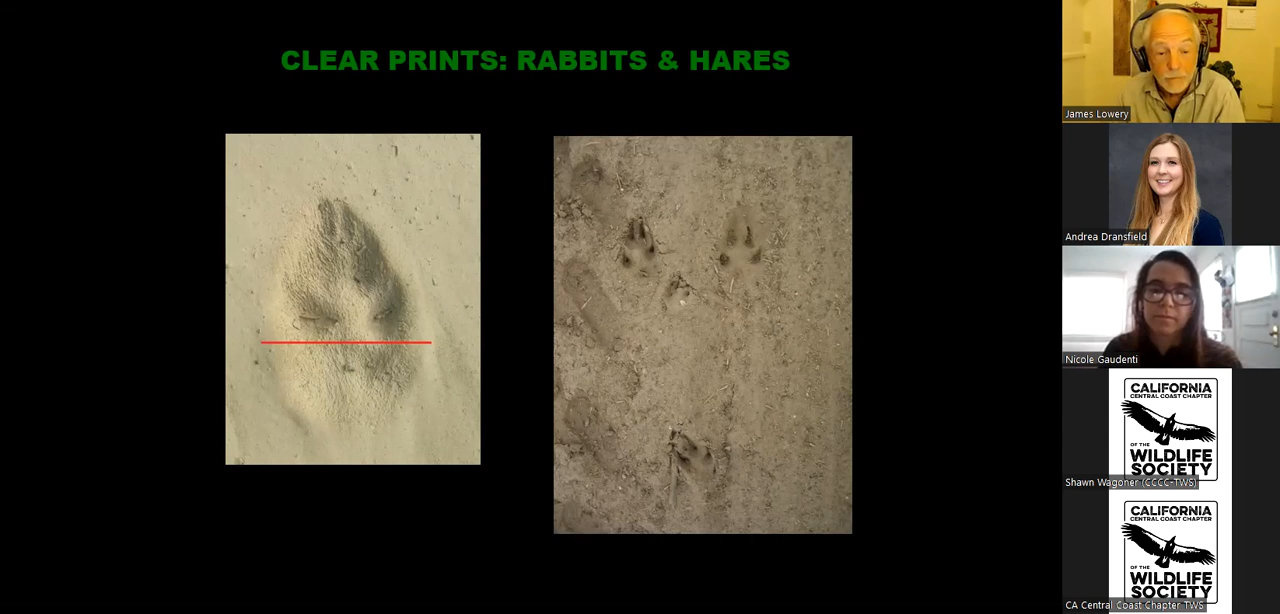 CLEAR PRINTS: RABBITS & HARES
James Lowery
Andrea Dransfield
Nicole Gaudenti
CALIFORNIA
CENTRAL COAST CHAPTER
OF THE
WILDLIFE
SOCIETY
Shawn Wagoner (CCCC-TWS)
CALIFORNIA
CENTRAL COAST CHAPTER
OF THE
WILDLIFE
SOCIETY
CA Central Coast Chapter TWS